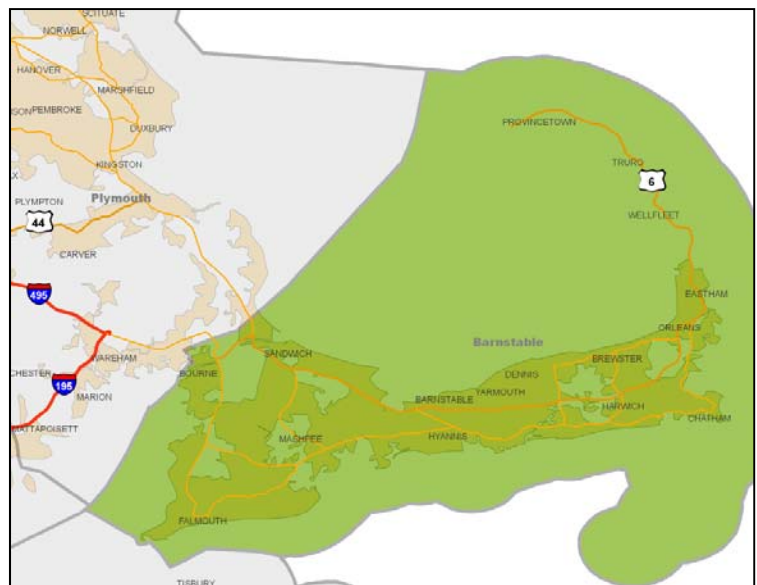 SCITUATE
NORWELL
HANOVER
MARSHFIELD
SON
PEMBROKE
DUXBURY
KINGSTON
X
PLYMPTON
Plymouth
44
CARVER
495
WAREHAM
CHESTER
195
MARION
MATTAPOISETT
PROVINCETOWN
TRURO
6
WELLFLEET
EASTHAM
ORLEANS
Barnstable
SANDWICH
BREWSTER
BOURNE
DENNIS
YARMOUTH
BARNSTABLE
HARWICH
CHATHAM
MASHPEE
HYANNIS
FALMOUTH
TISBURY